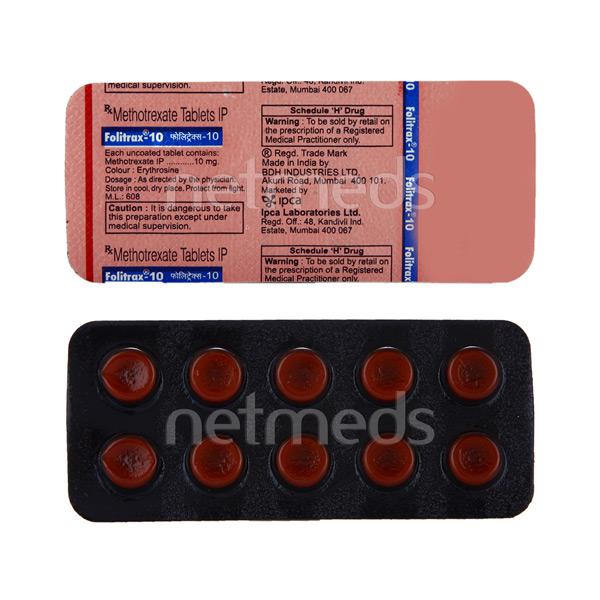 medical supervision.
Estate, Mumbai 400 067
℞ Methotrexate Tablets IP
Folitrax®-10 फोलिट्रेक्स-10
Each uncoated tablet contains:
Methotrexate IP ............10 mg.
Colour : Erythrosine
Dosage : As directed by the physician.
Store in cool, dry place. Protect from light.
M.L.: 608
Caution : It is dangerous to take
this preparation except under
medical supervision.
Schedule 'H' Drug
Warning : To be sold by retail on
the prescription of a Registered
Medical Practitioner only.
® Regd. Trade Mark
Made in India by
BDH INDUSTRIES LTD.
Akurli Road, Mumbai 400 101.
Marketed by
ipca
Ipca Laboratories Ltd.
Regd. Off.: 48, Kandivli Ind.
Estate, Mumbai 400 067
℞ Methotrexate Tablets IP
Folitrax®-10 फोलिट्रेक्स-10
Schedule 'H' Drug
Warning : To be sold by retail on
the prescription of a Registered
Medical Practitioner only.
10
Folitrax®-10
Folitrax®-10
Folitrax
netmeds
netmeds